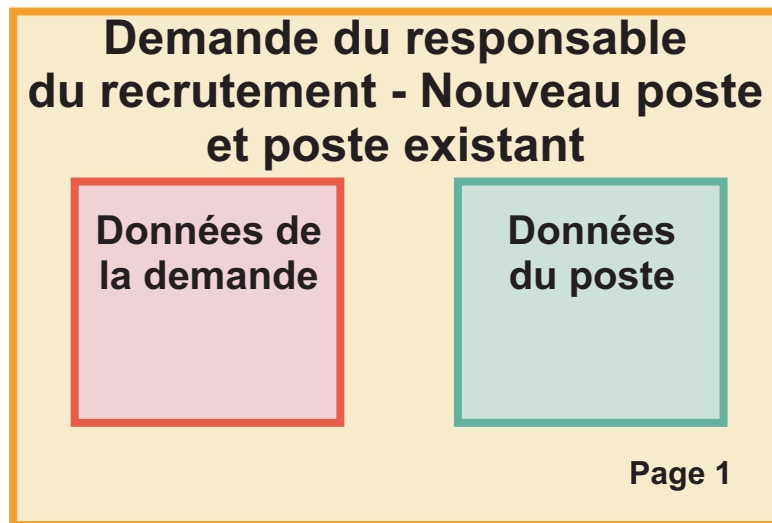 Demande du responsable
du recrutement - Nouveau poste
et poste existant
Données de
la demande
Données
du poste
Page 1